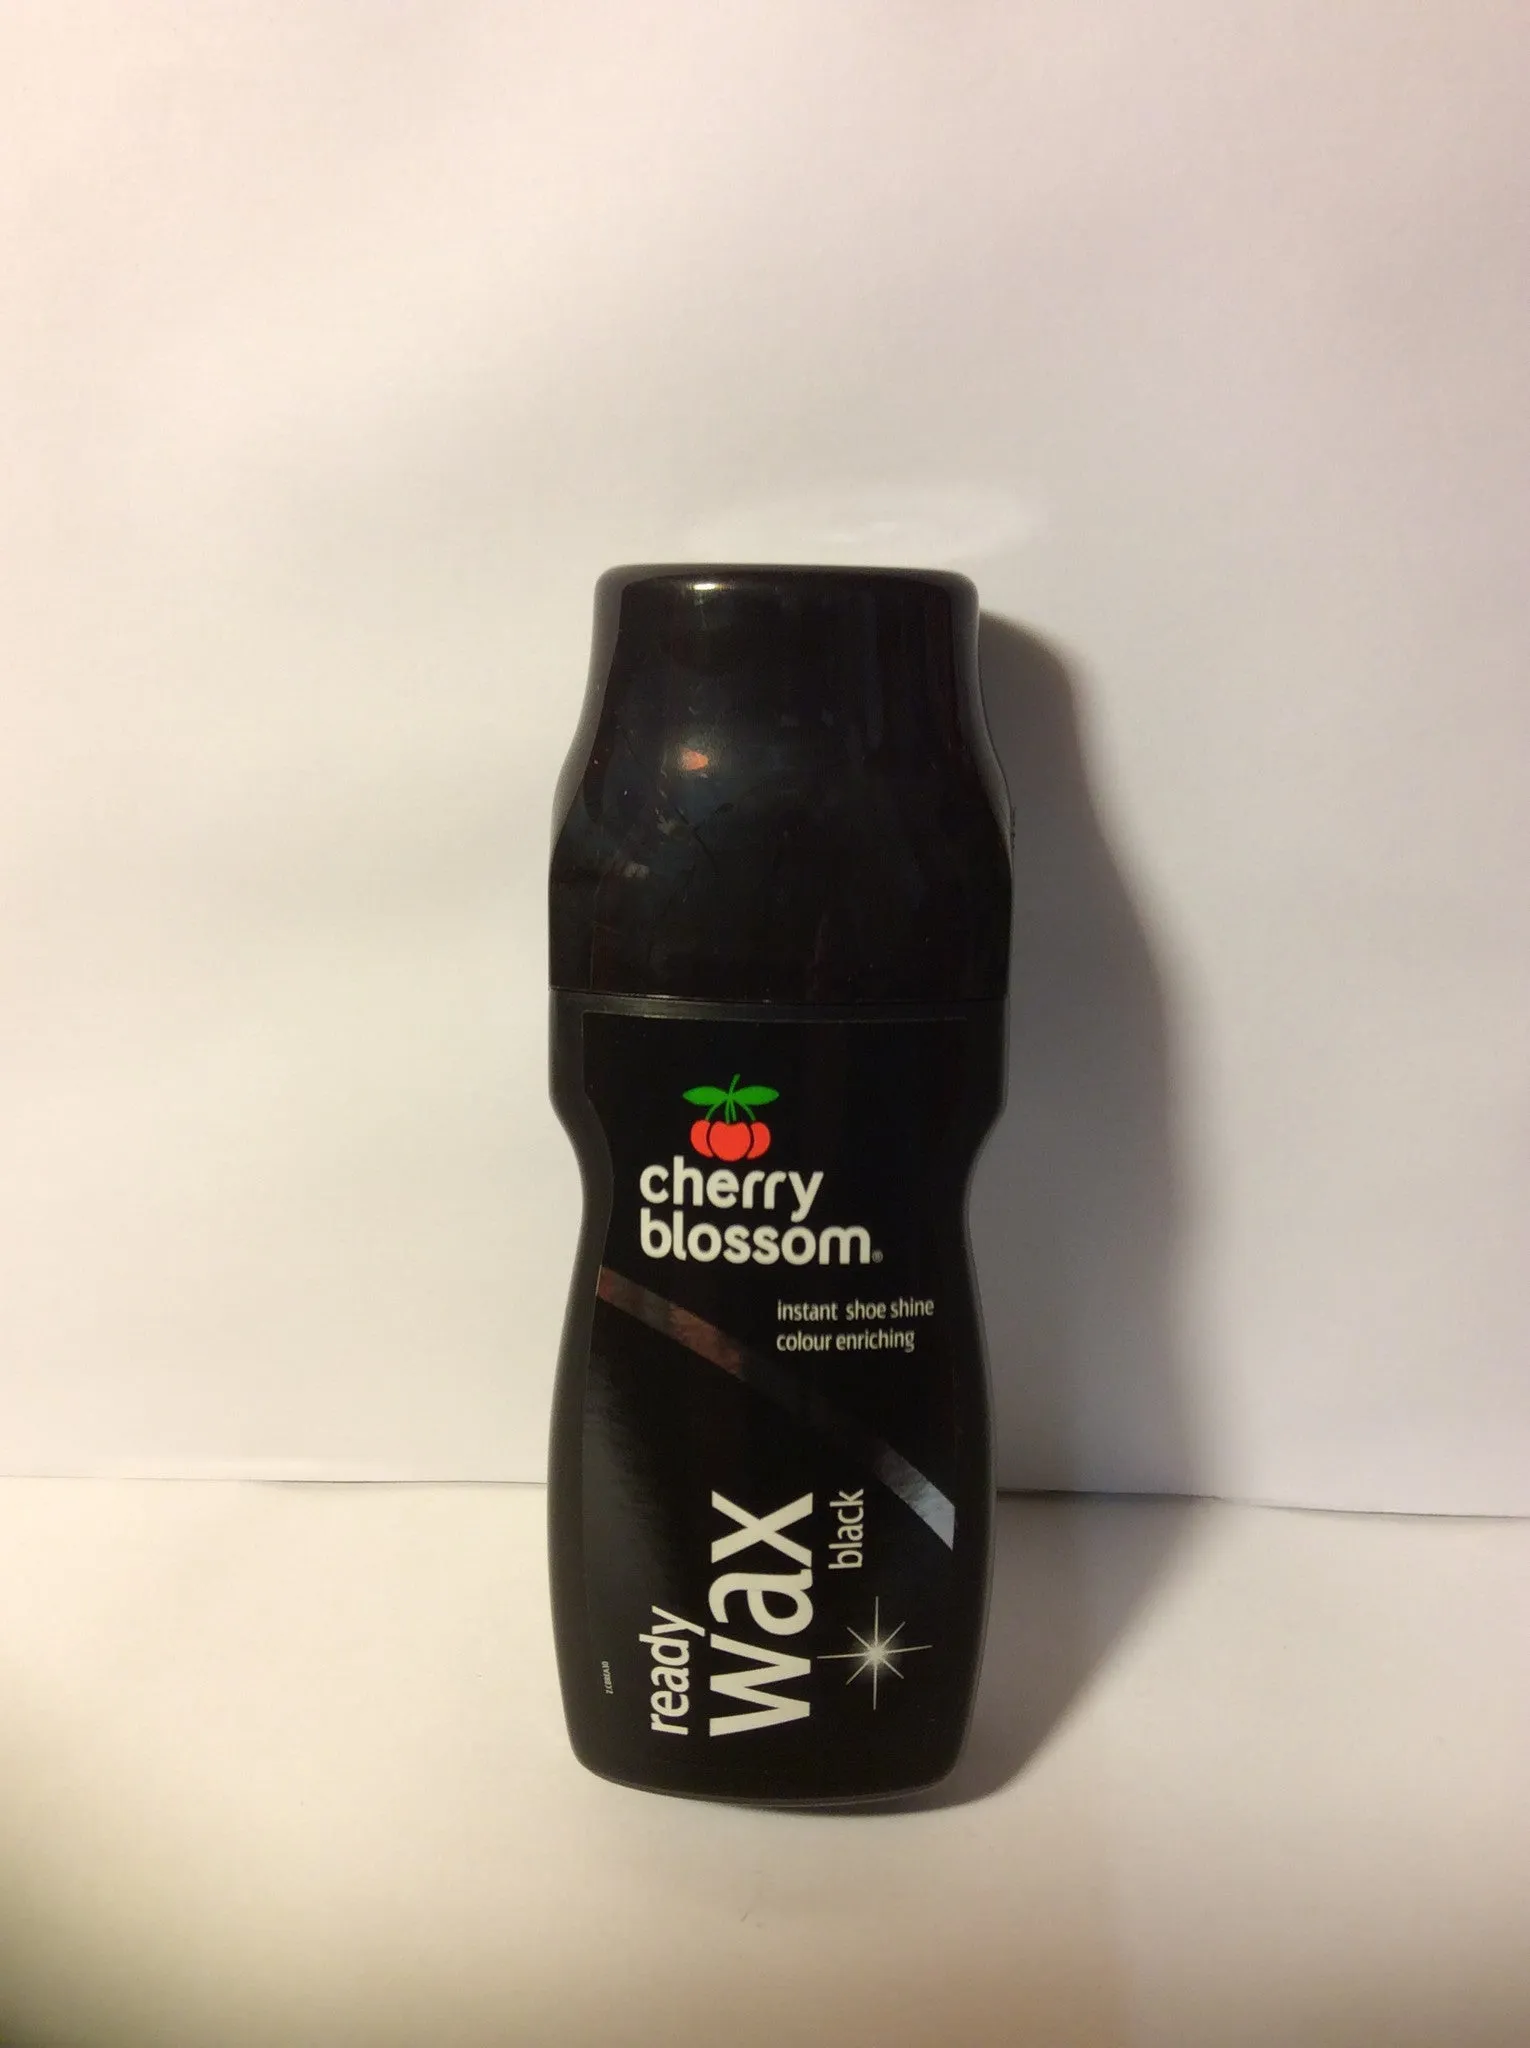 cherry
blossom®
instant shoe shine
colour enriching
ready
wax
black